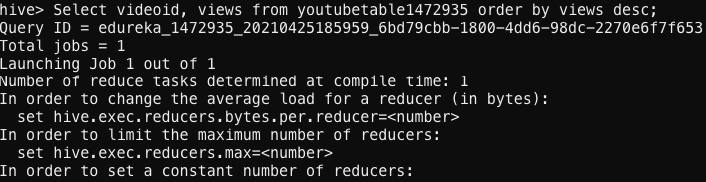 hive> Select videoid, views from youtubetable1472935 order by views desc;
Query ID = edureka_1472935_20210425185959_6bd79cbb-1800-4dd6-98dc-2270e6f7f653
Total jobs = 1
Launching Job 1 out of 1
Number of reduce tasks determined at compile time: 1
In order to change the average load for a reducer (in bytes):
  set hive.exec.reducers.bytes.per.reducer=<number>
In order to limit the maximum number of reducers:
  set hive.exec.reducers.max=<number>
In order to set a constant number of reducers: